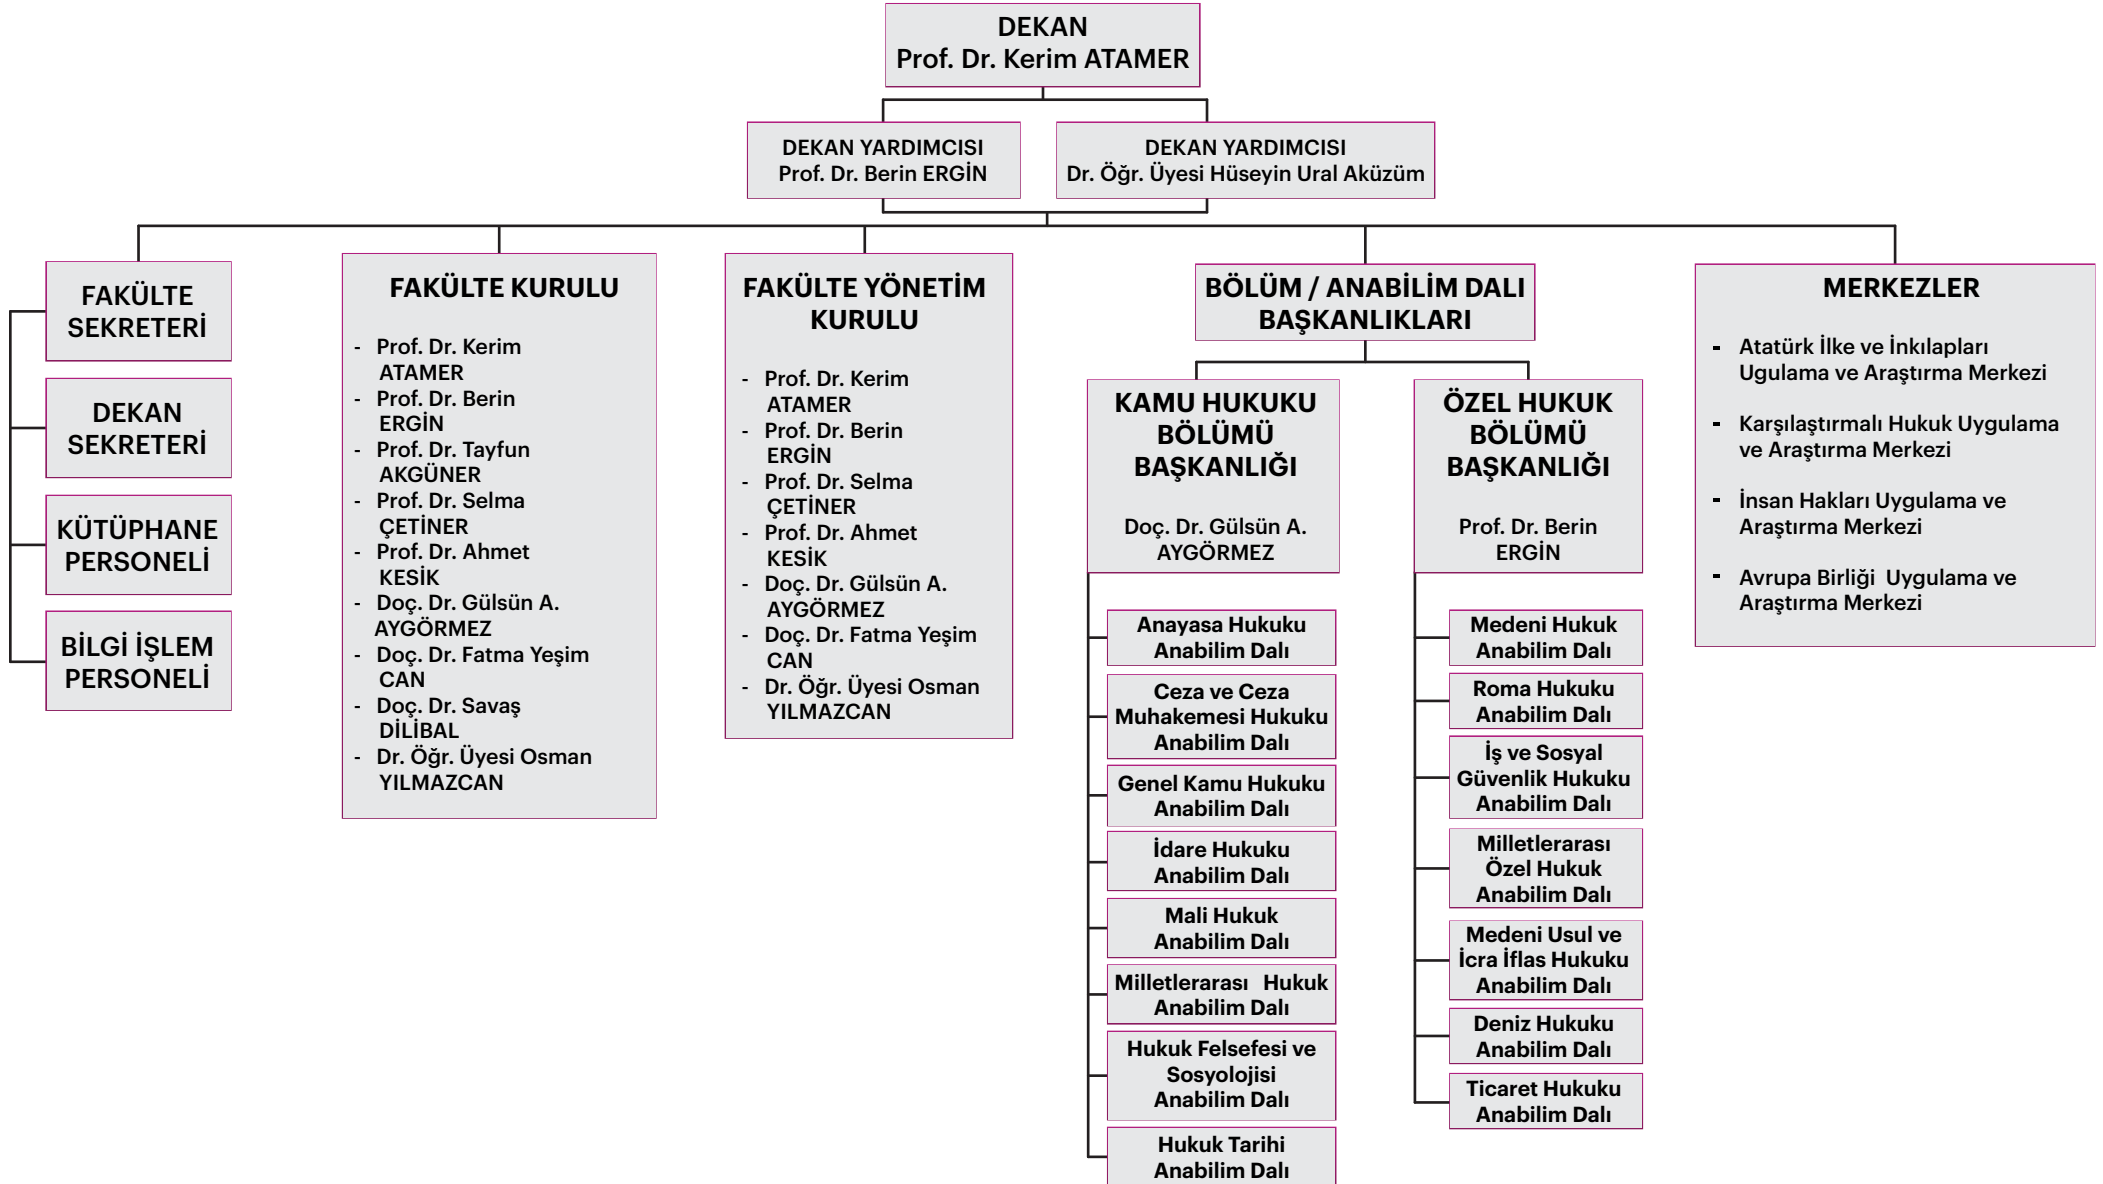 DEKAN
Prof. Dr. Kerim ATAMER
DEKAN YARDIMCISI
Prof. Dr. Berin ERGİN
DEKAN YARDIMCISI
Dr. Öğr. Üyesi Hüseyin Ural Aküzüm
FAKÜLTE
SEKRETERİ
DEKAN
SEKRETERİ
KÜTÜPHANE
PERSONELİ
BİLGİ İŞLEM
PERSONELİ
FAKÜLTE KURULU
- Prof. Dr. Kerim
ATAMER
- Prof. Dr. Berin
ERGİN
- Prof. Dr. Tayfun
AKGÜNER
- Prof. Dr. Selma
ÇETİNER
- Prof. Dr. Ahmet
KESİK
- Doç. Dr. Gülsün A.
AYGÖRMEZ
- Doç. Dr. Fatma Yeşim
CAN
- Doç. Dr. Savaş
DİLİBAL
- Dr. Öğr. Üyesi Osman
YILMAZCAN
FAKÜLTE YÖNETİM
KURULU
- Prof. Dr. Kerim
ATAMER
- Prof. Dr. Berin
ERGİN
- Prof. Dr. Selma
ÇETİNER
- Prof. Dr. Ahmet
KESİK
- Doç. Dr. Gülsün A.
AYGÖRMEZ
- Doç. Dr. Fatma Yeşim
CAN
- Dr. Öğr. Üyesi Osman
YILMAZCAN
BÖLÜM / ANABİLİM DALI
BAŞKANLIKLARI
KAMU HUKUKU
BÖLÜMÜ
BAŞKANLIĞI
Doç. Dr. Gülsün A.
AYGÖRMEZ
Anayasa Hukuku
Anabilim Dalı
Ceza ve Ceza
Muhakemesi Hukuku
Anabilim Dalı
Genel Kamu Hukuku
Anabilim Dalı
İdare Hukuku
Anabilim Dalı
Mali Hukuk
Anabilim Dalı
Milletlerarası Hukuk
Anabilim Dalı
Hukuk Felsefesi ve
Sosyolojisi
Anabilim Dalı
Hukuk Tarihi
Anabilim Dalı
ÖZEL HUKUK
BÖLÜMÜ
BAŞKANLIĞI
Prof. Dr. Berin
ERGİN
Medeni Hukuk
Anabilim Dalı
Roma Hukuku
Anabilim Dalı
İş ve Sosyal
Güvenlik Hukuku
Anabilim Dalı
Milletlerarası
Özel Hukuk
Anabilim Dalı
Medeni Usul ve
İcra İflas Hukuku
Anabilim Dalı
Deniz Hukuku
Anabilim Dalı
Ticaret Hukuku
Anabilim Dalı
MERKEZLER
- Atatürk İlke ve İnkılapları
Ugulama ve Araştırma Merkezi
- Karşılaştırmalı Hukuk Uygulama
ve Araştırma Merkezi
- İnsan Hakları Uygulama ve
Araştırma Merkezi
- Avrupa Birliği Uygulama ve
Araştırma Merkezi